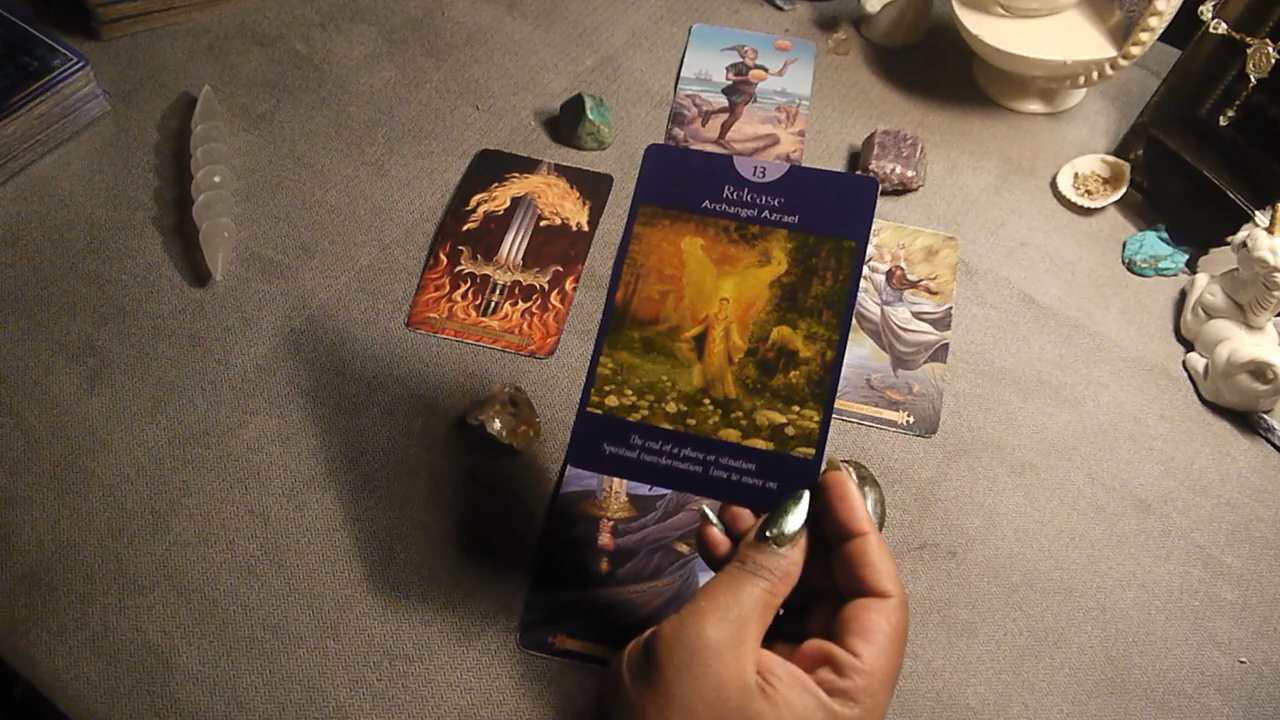 13
Release
Archangel Azrael
The end of a phase or situation
Spiritual transformation Time to move on